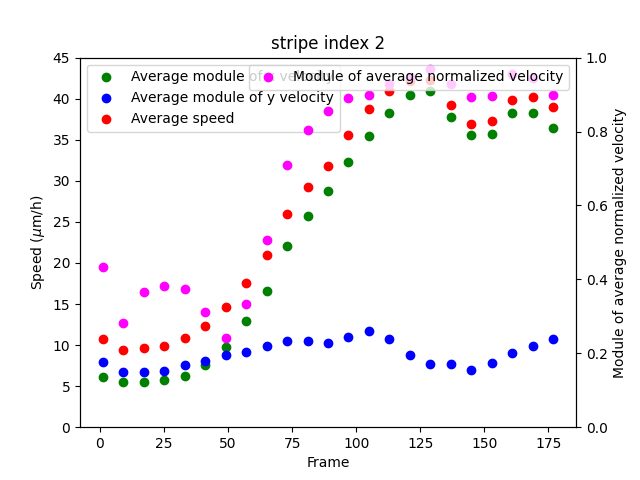 stripe index 2
Average module of x velocity
Average module of y velocity
Average speed
Module of average normalized velocity
45
40
35
30
25
20
15
10
5
0
Speed (μm/h)
1.0
0.8
0.6
0.4
0.2
0.0
Module of average normalized velocity
0 25 50 75 100 125 150 175
Frame